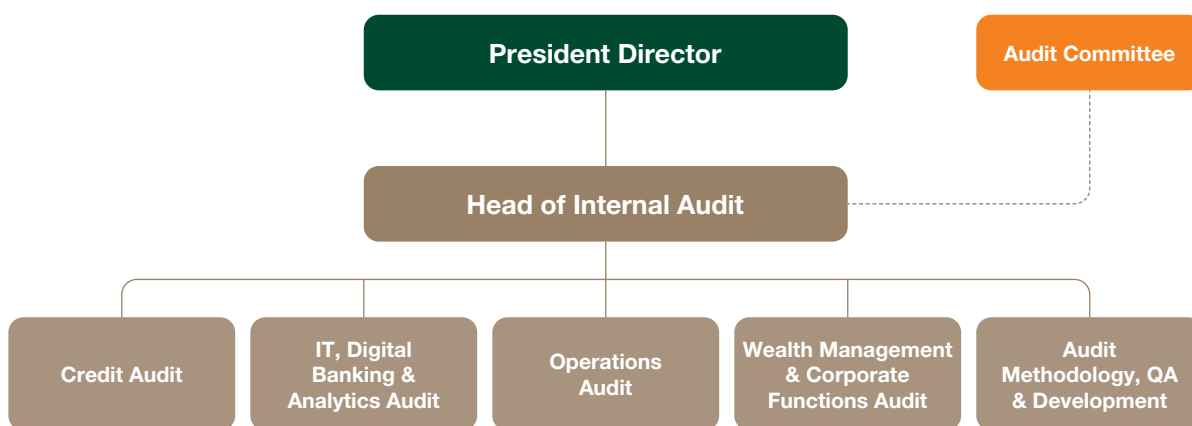 President Director
Audit Committee
Head of Internal Audit
Credit Audit
IT, Digital
Banking &
Analytics Audit
Operations
Audit
Wealth Management
& Corporate
Functions Audit
Audit
Methodology, QA
& Development